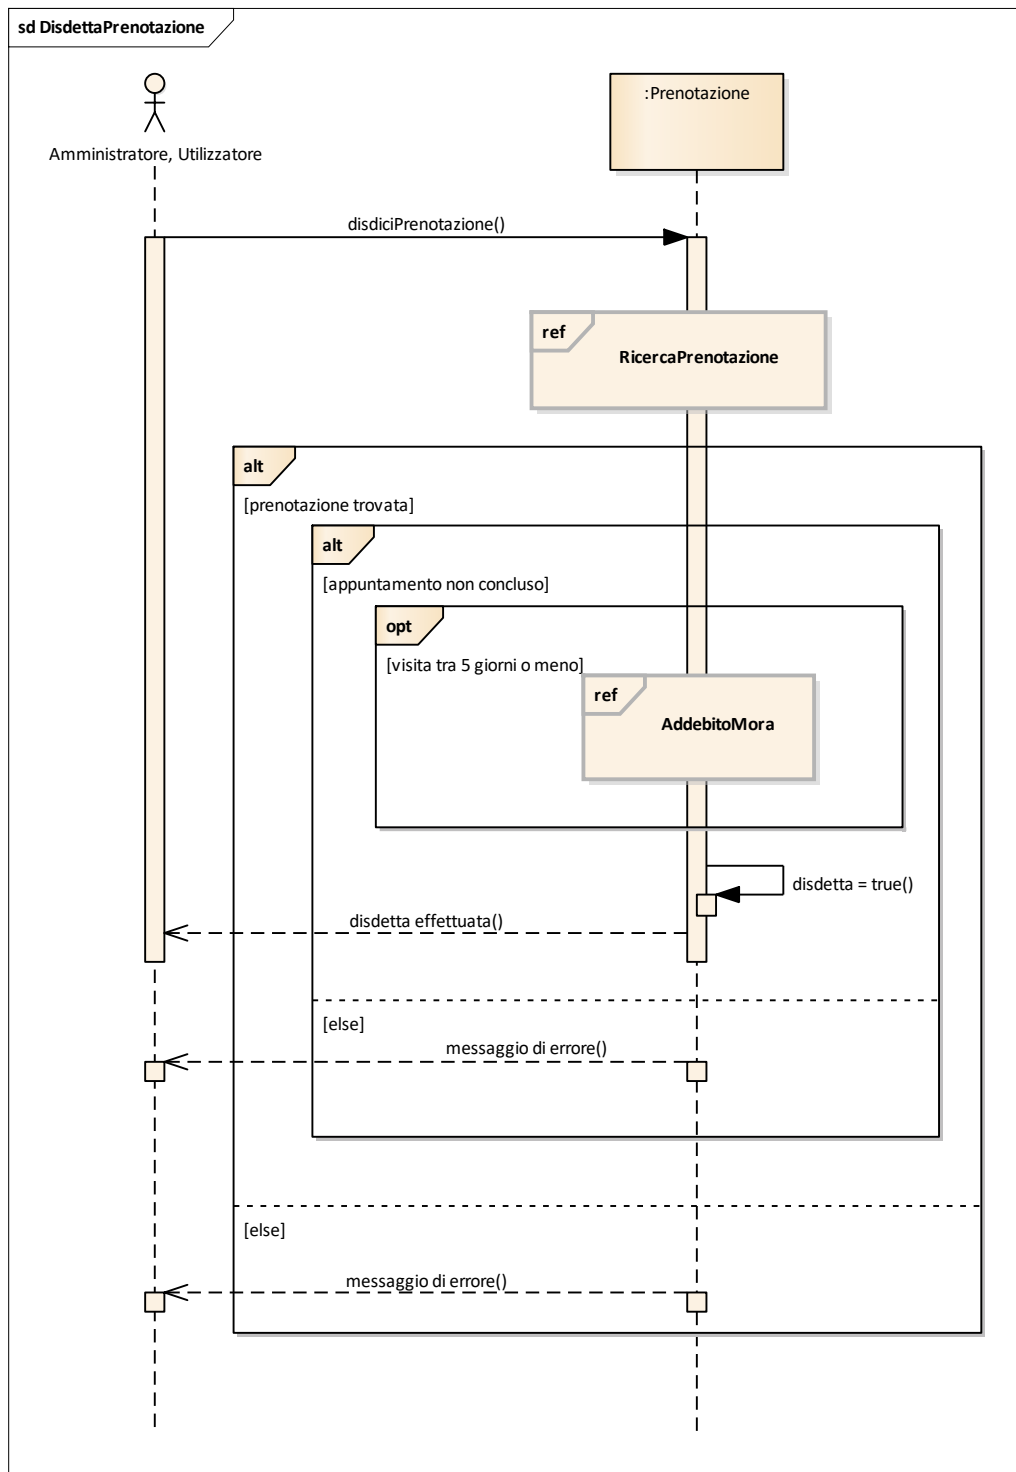 sd DisdettaPrenotazione
:Prenotazione
Amministratore, Utilizzatore
disdiciPrenotazione()
ref
RicercaPrenotazione
alt
[prenotazione trovata]
alt
[appuntamento non concluso]
opt
[visita tra 5 giorni o meno]
ref
AddebitoMora
disdetta = true()
disdetta effettuata()
[else]
messaggio di errore()
[else]
messaggio di errore()